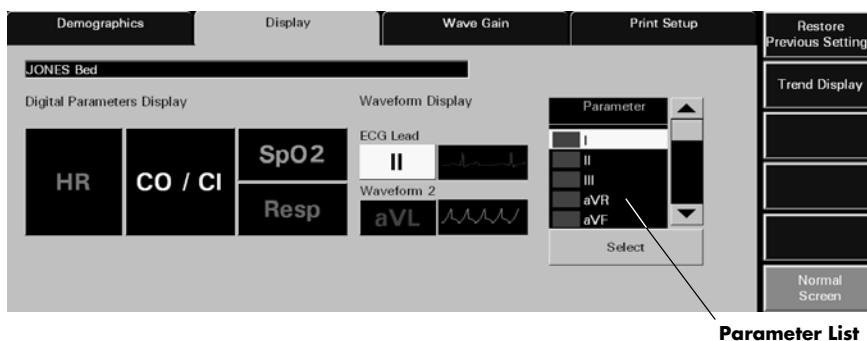 Demographics Display Wave Gain Print Setup
Restore
Previous Setting
JONES Bed
Trend Display
Digital Parameters Display
Waveform Display
Parameter
ECG Lead
I
II
II
III
aVR
aVF
SpO2
HR
CO / CI
Resp
Waveform 2
aVL
Select
Normal
Screen
Parameter List